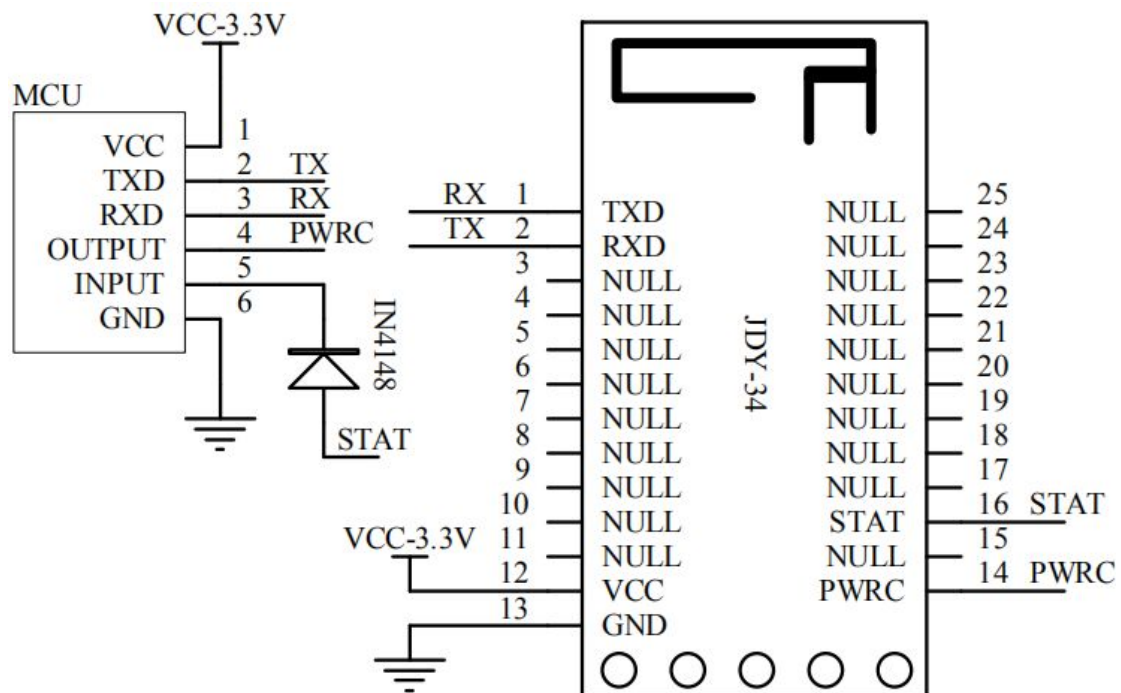 VCC-3.3V
MCU
VCC 1
TXD 2 TX
RXD 3 RX
OUTPUT 4 PWRC
INPUT 5
GND 6
IN4148
STAT
VCC-3.3V
JDY-34
RX 1 TXD
TX 2 RXD
3 NULL
4 NULL
5 NULL
6 NULL
7 NULL
8 NULL
9 NULL
10 NULL
11 NULL
12 VCC
13 GND
NULL 25
NULL 24
NULL 23
NULL 22
NULL 21
NULL 20
NULL 19
NULL 18
NULL 17
STAT 16 STAT
NULL 15
PWRC 14 PWRC